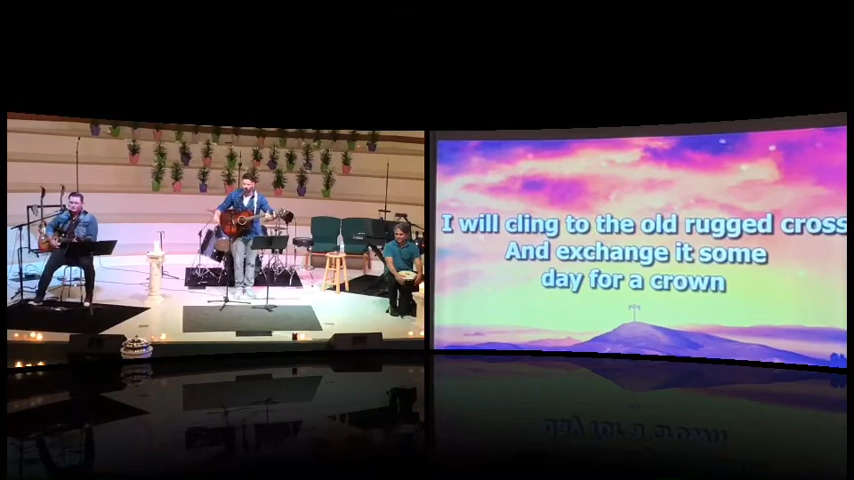 I will cling to the old rugged cross
And exchange it some
day for a crown